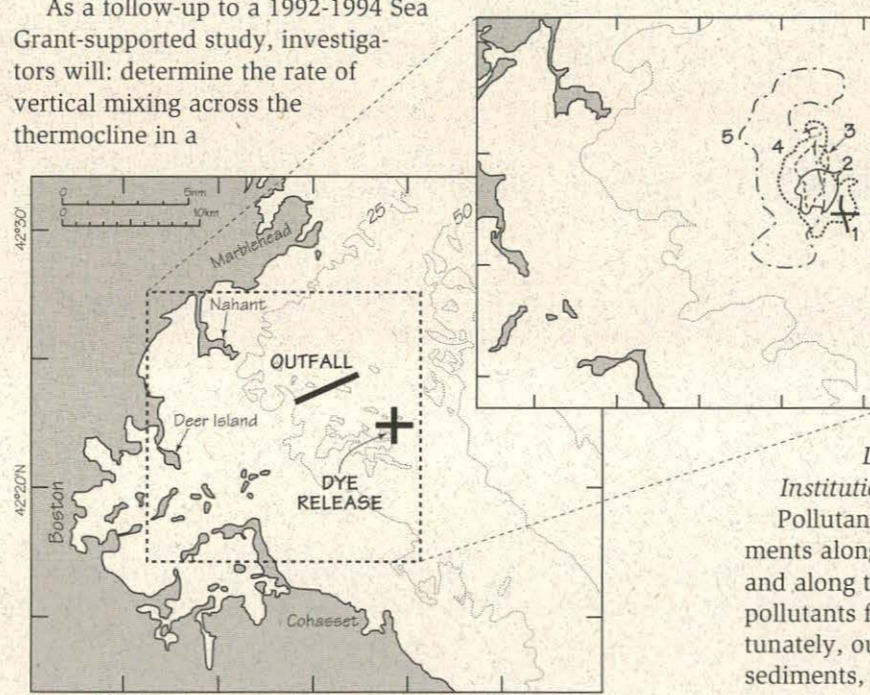 As a follow-up to a 1992-1994 Sea
Grant-supported study, investiga-
tors will: determine the rate of
vertical mixing across the
thermocline in a
5
4
3
2
1
0 5nm
0 10km
42°30'
25
50
Marblehead
Nahant
OUTFALL
Deer Island
DYE
RELEASE
42°20'N
Boston
Cohasset
Pollutan
ments along
and along t
pollutants f
tunately, ou
sediments,